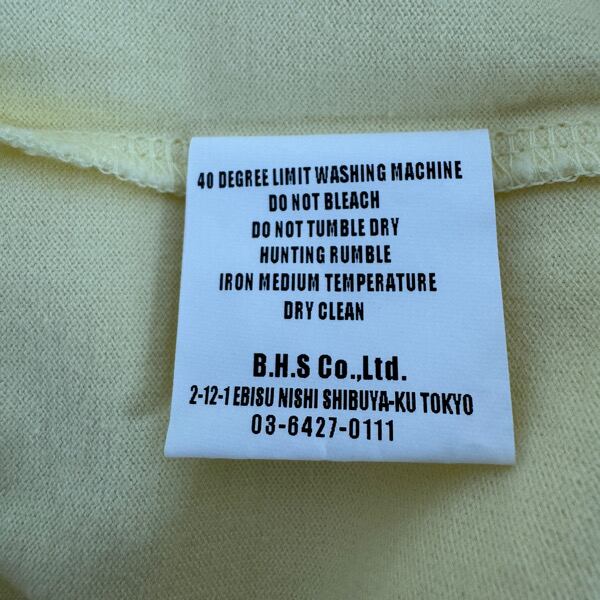 40 DEGREE LIMIT WASHING MACHINE
DO NOT BLEACH
DO NOT TUMBLE DRY
HUNTING RUMBLE
IRON MEDIUM TEMPERATURE
DRY CLEAN
B.H.S Co.,Ltd.
2-12-1 EBISU NISHI SHIBUYA-KU TOKYO
03-6427-0111